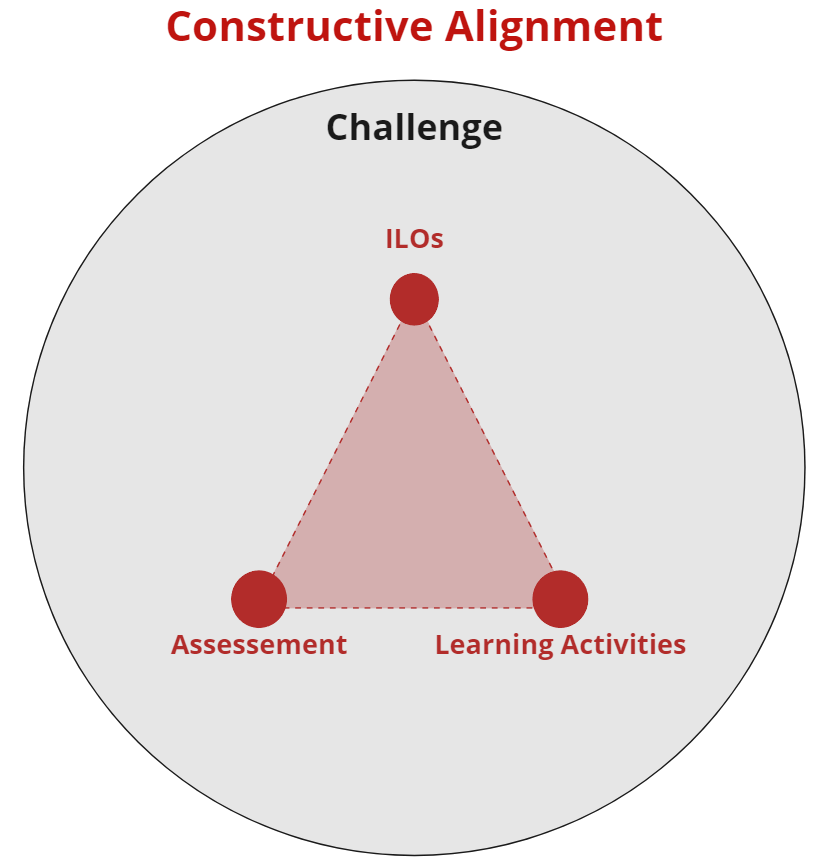 Constructive Alignment
Challenge
ILOs
Assessement
Learning Activities